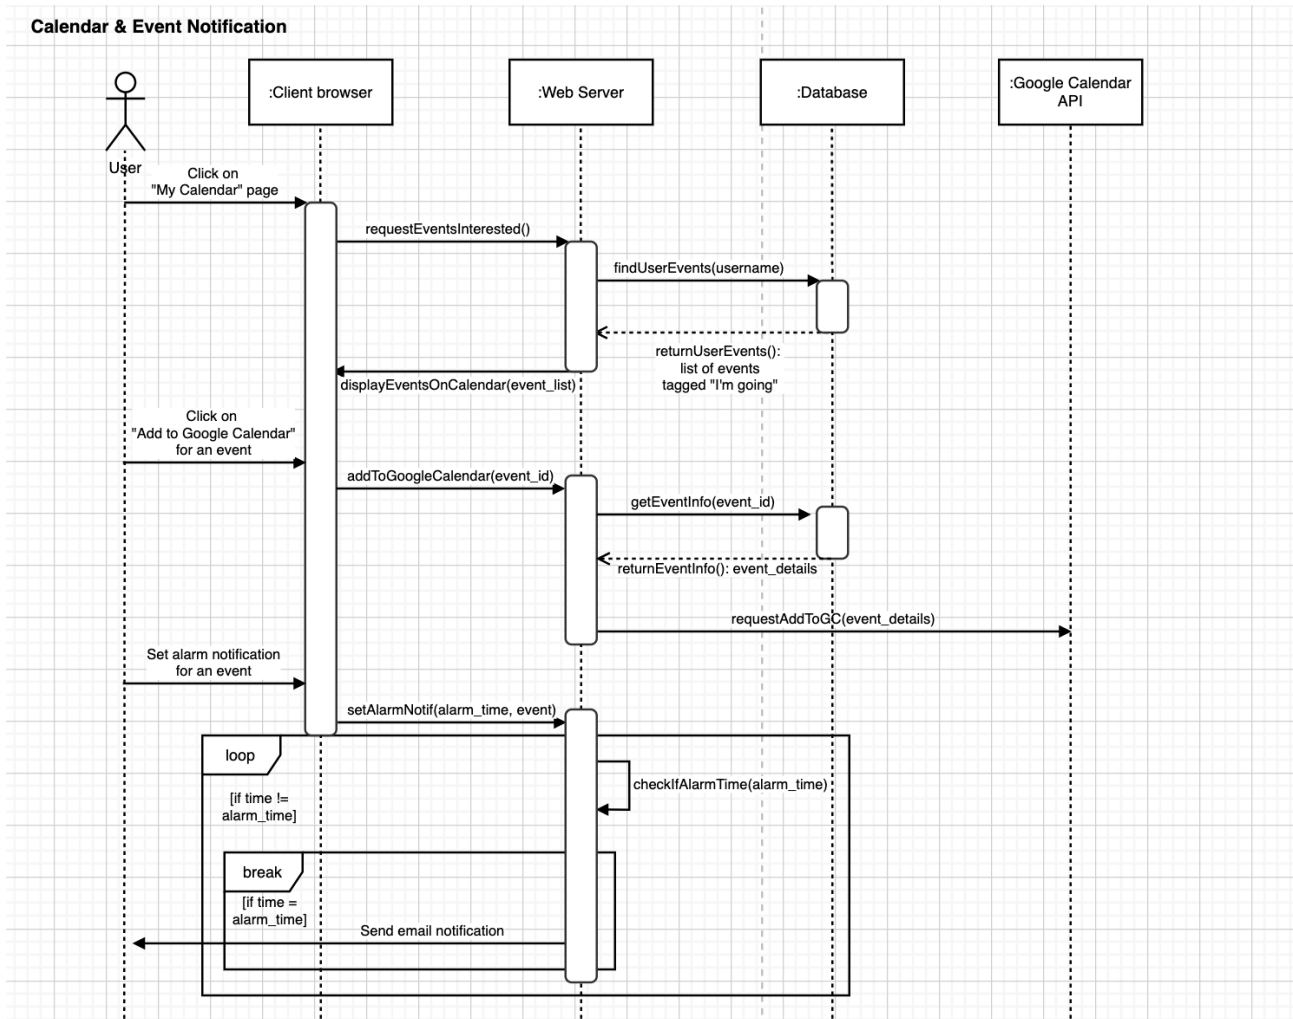 Calendar & Event Notification
:Client browser
:Web Server
:Database
:Google Calendar
API
User
Click on
"My Calendar" page
requestEventsInterested()
findUserEvents(username)
returnUserEvents():
list of events
tagged "I'm going"
displayEventsOnCalendar(event_list)
Click on
"Add to Google Calendar"
for an event
addToGoogleCalendar(event_id)
getEventInfo(event_id)
returnEventInfo(): event_details
requestAddToGC(event_details)
Set alarm notification
for an event
setAlarmNotif(alarm_time, event)
loop
checkIfAlarmTime(alarm_time)
[if time !=
alarm_time]
break
[if time =
alarm_time]
Send email notification